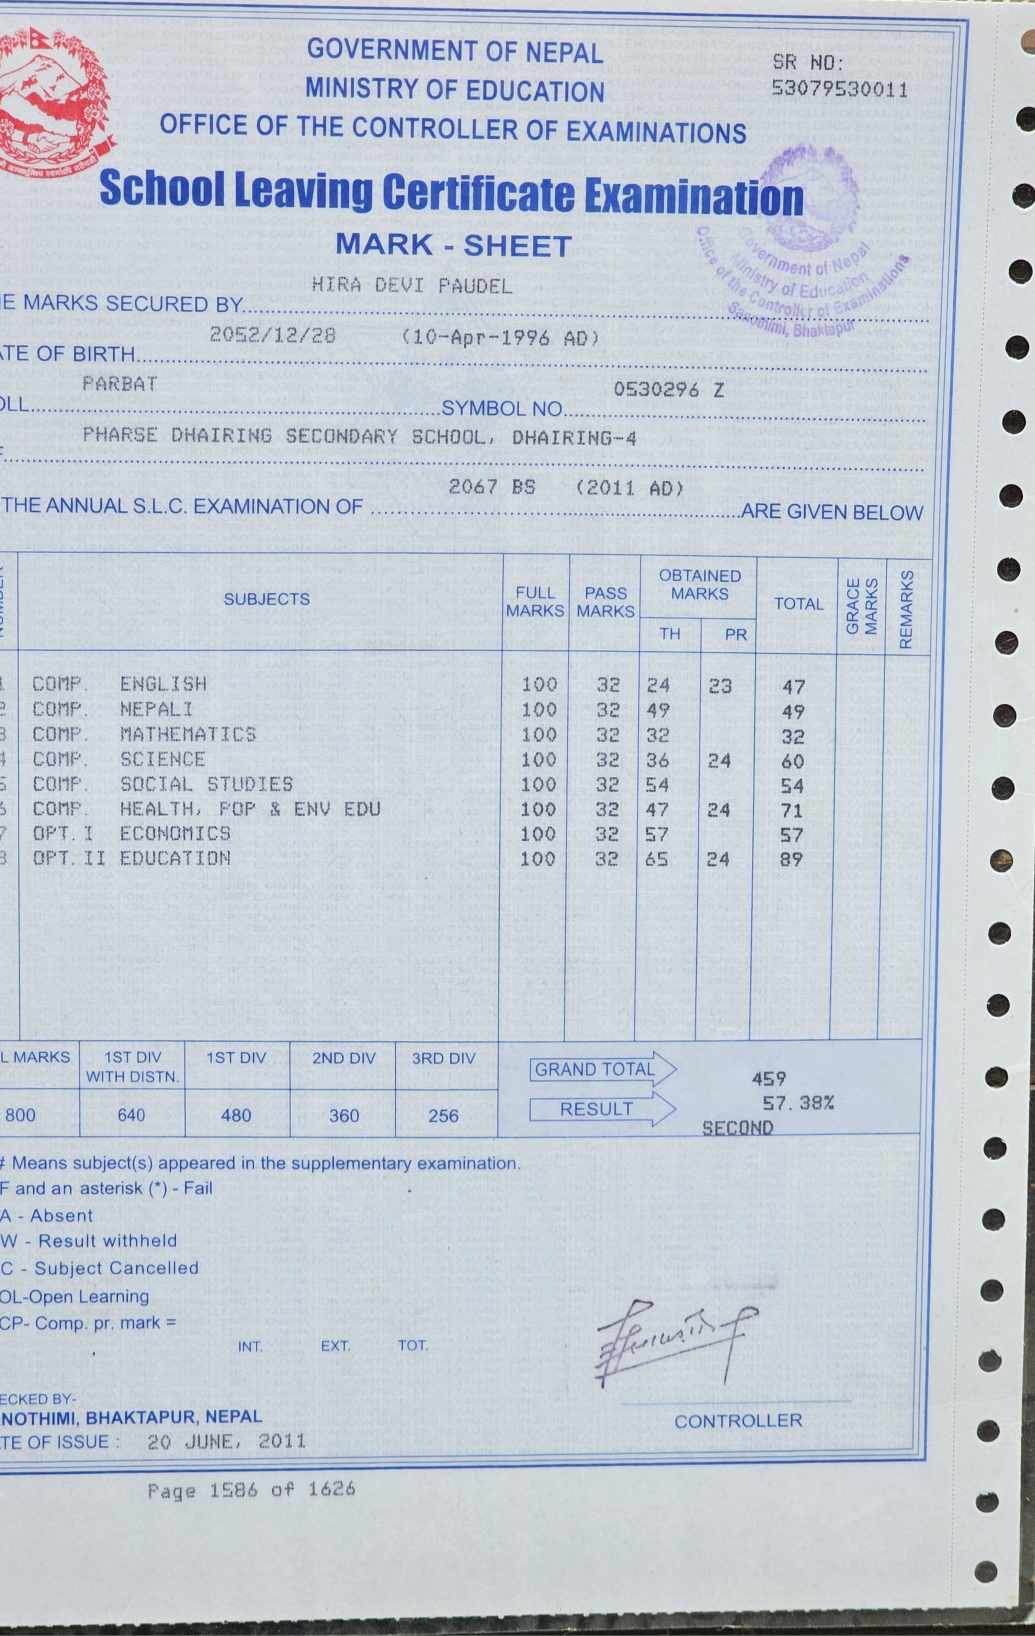 GOVERNMENT OF NEPAL
MINISTRY OF EDUCATION
OFFICE OF THE CONTROLLER OF EXAMINATIONS
SR NO:
53079530011
School Leaving Certificate Examination
MARK - SHEET
Office of the Controller of Examinations
Government of Nepal
Ministry of Education
Sanothimi, Bhaktapur
HIRA DEVI PAUDEL
E MARKS SECURED BY
2052/12/28 (10-Apr-1996 AD)
TE OF BIRTH
PARBAT 0530296 Z
OLL SYMBOL NO.
PHARSE DHAIRING SECONDARY SCHOOL, DHAIRING-4
2067 BS (2011 AD)
THE ANNUAL S.L.C. EXAMINATION OF ARE GIVEN BELOW
NUMBER SUBJECTS FULL MARKS PASS MARKS OBTAINED MARKS TOTAL GRACE MARKS REMARKS
TH PR
1 COMP. ENGLISH 100 32 24 23 47
2 COMP. NEPALI 100 32 49 49
3 COMP. MATHEMATICS 100 32 32 32
4 COMP. SCIENCE 100 32 36 24 60
5 COMP. SOCIAL STUDIES 100 32 54 54
6 COMP. HEALTH, POP & ENV EDU 100 32 47 24 71
7 OPT. I ECONOMICS 100 32 57 57
8 OPT. II EDUCATION 100 32 65 24 89
L MARKS 1ST DIV WITH DISTN. 1ST DIV 2ND DIV 3RD DIV
800 640 480 360 256
GRAND TOTAL 459
57.38%
RESULT SECOND
# Means subject(s) appeared in the supplementary examination.
F and an asterisk (*) - Fail
A - Absent
W - Result withheld
C - Subject Cancelled
OL-Open Learning
CP- Comp. pr. mark =
INT. EXT. TOT.
ECKED BY-
NOTHIMI, BHAKTAPUR, NEPAL
TE OF ISSUE : 20 JUNE, 2011
CONTROLLER
Page 1586 of 1626